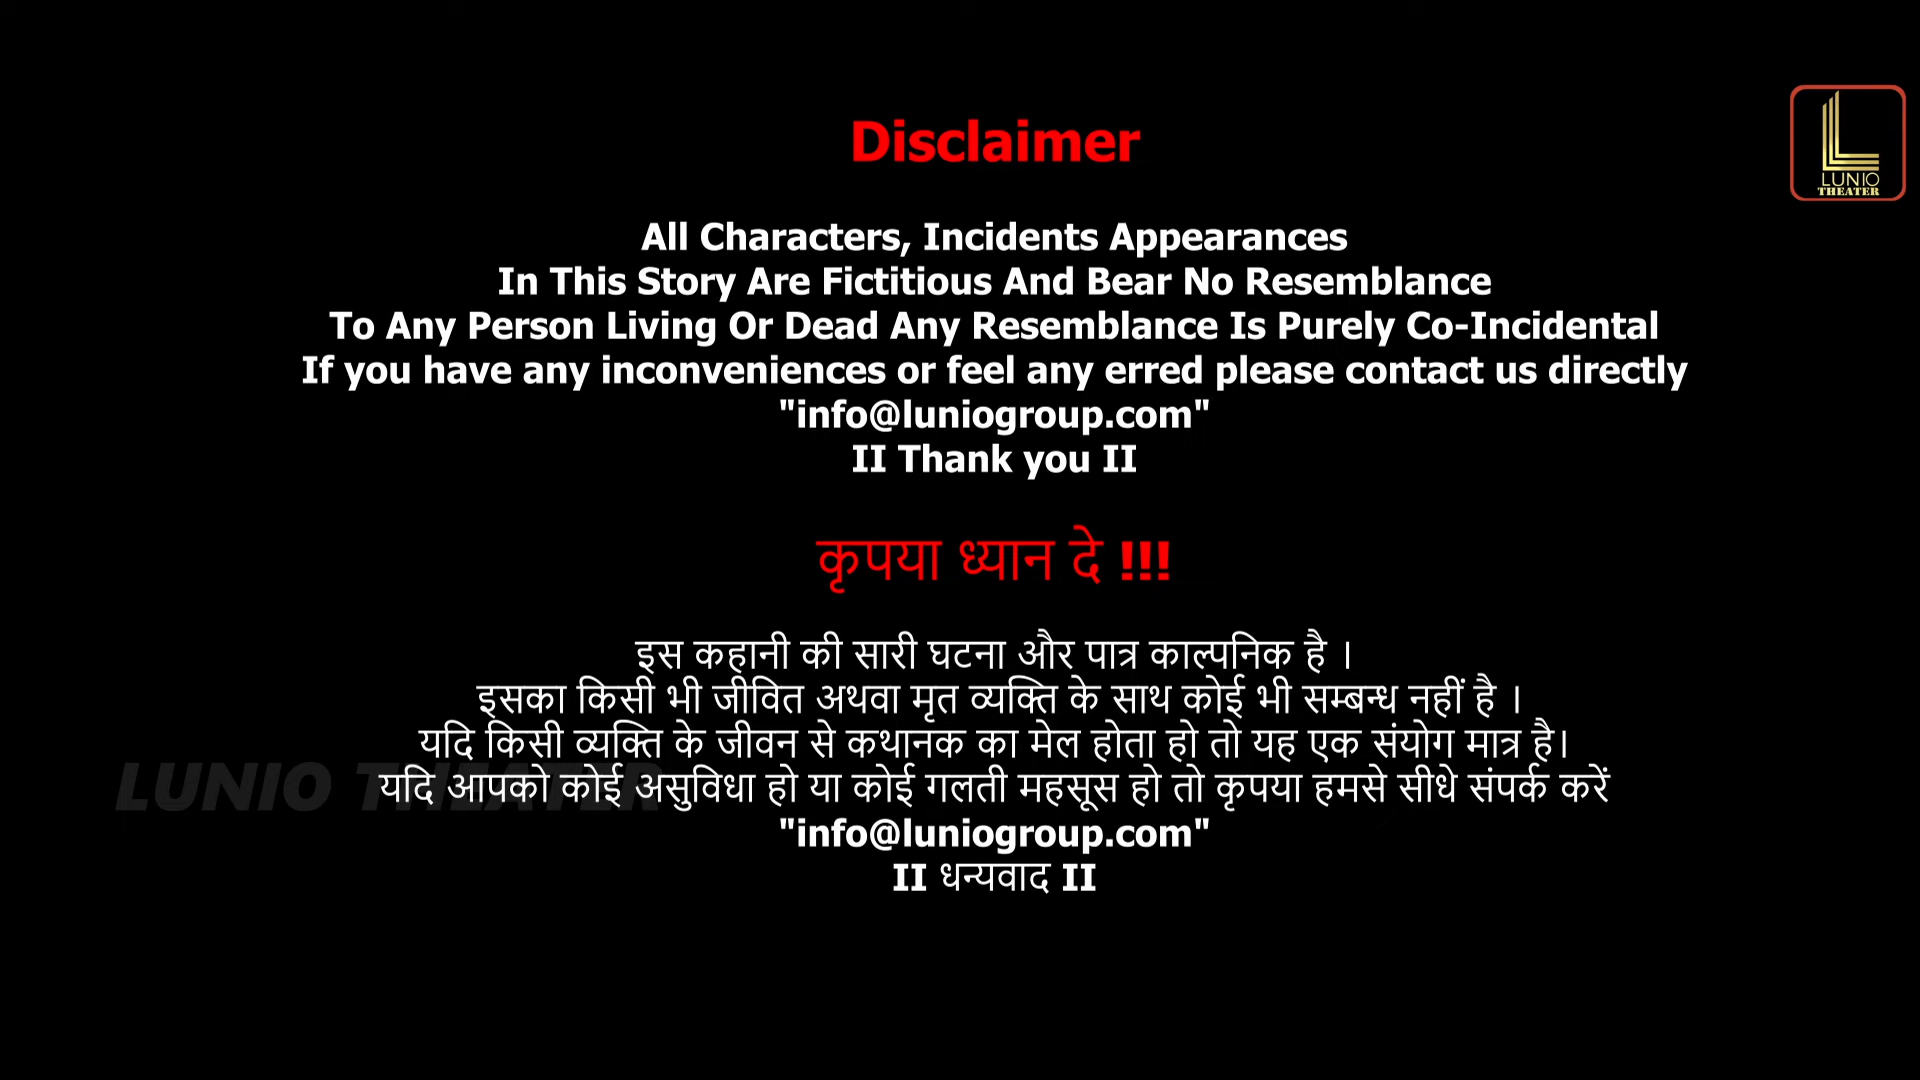 Disclaimer
LUNIO
THEATER
All Characters, Incidents Appearances
In This Story Are Fictitious And Bear No Resemblance
To Any Person Living Or Dead Any Resemblance Is Purely Co-Incidental
If you have any inconveniences or feel any erred please contact us directly
"info@luniogroup.com"
II Thank you II
कृपया ध्यान दे !!!
इस कहानी की सारी घटना और पात्र काल्पनिक है ।
इसका किसी भी जीवित अथवा मृत व्यक्ति के साथ कोई भी सम्बन्ध नहीं है ।
यदि किसी व्यक्ति के जीवन से कथानक का मेल होता हो तो यह एक संयोग मात्र है।
यदि आपको कोई असुविधा हो या कोई गलती महसूस हो तो कृपया हमसे सीधे संपर्क करें
LUNIO THEATER
"info@luniogroup.com"
II धन्यवाद II